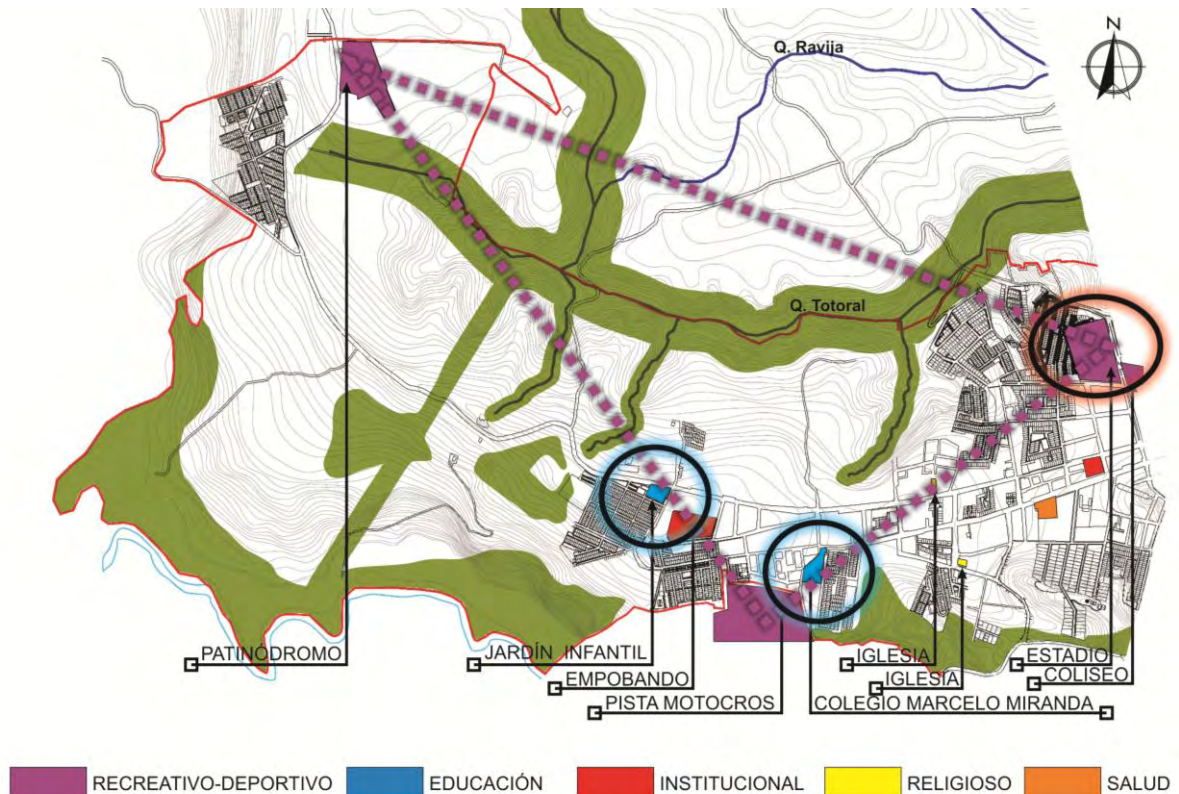 N
Q. Ravija
Q. Totoral
PATINÓDROMO
JARDÍN INFANTIL
IGLESIA
ESTADIO
EMPOBANDO
IGLESIA
COLISEO
PISTA MOTOCROS
COLEGIO MARCELO MIRANDA
RECREATIVO-DEPORTIVO
EDUCACIÓN
INSTITUCIONAL
RELIGIOSO
SALUD